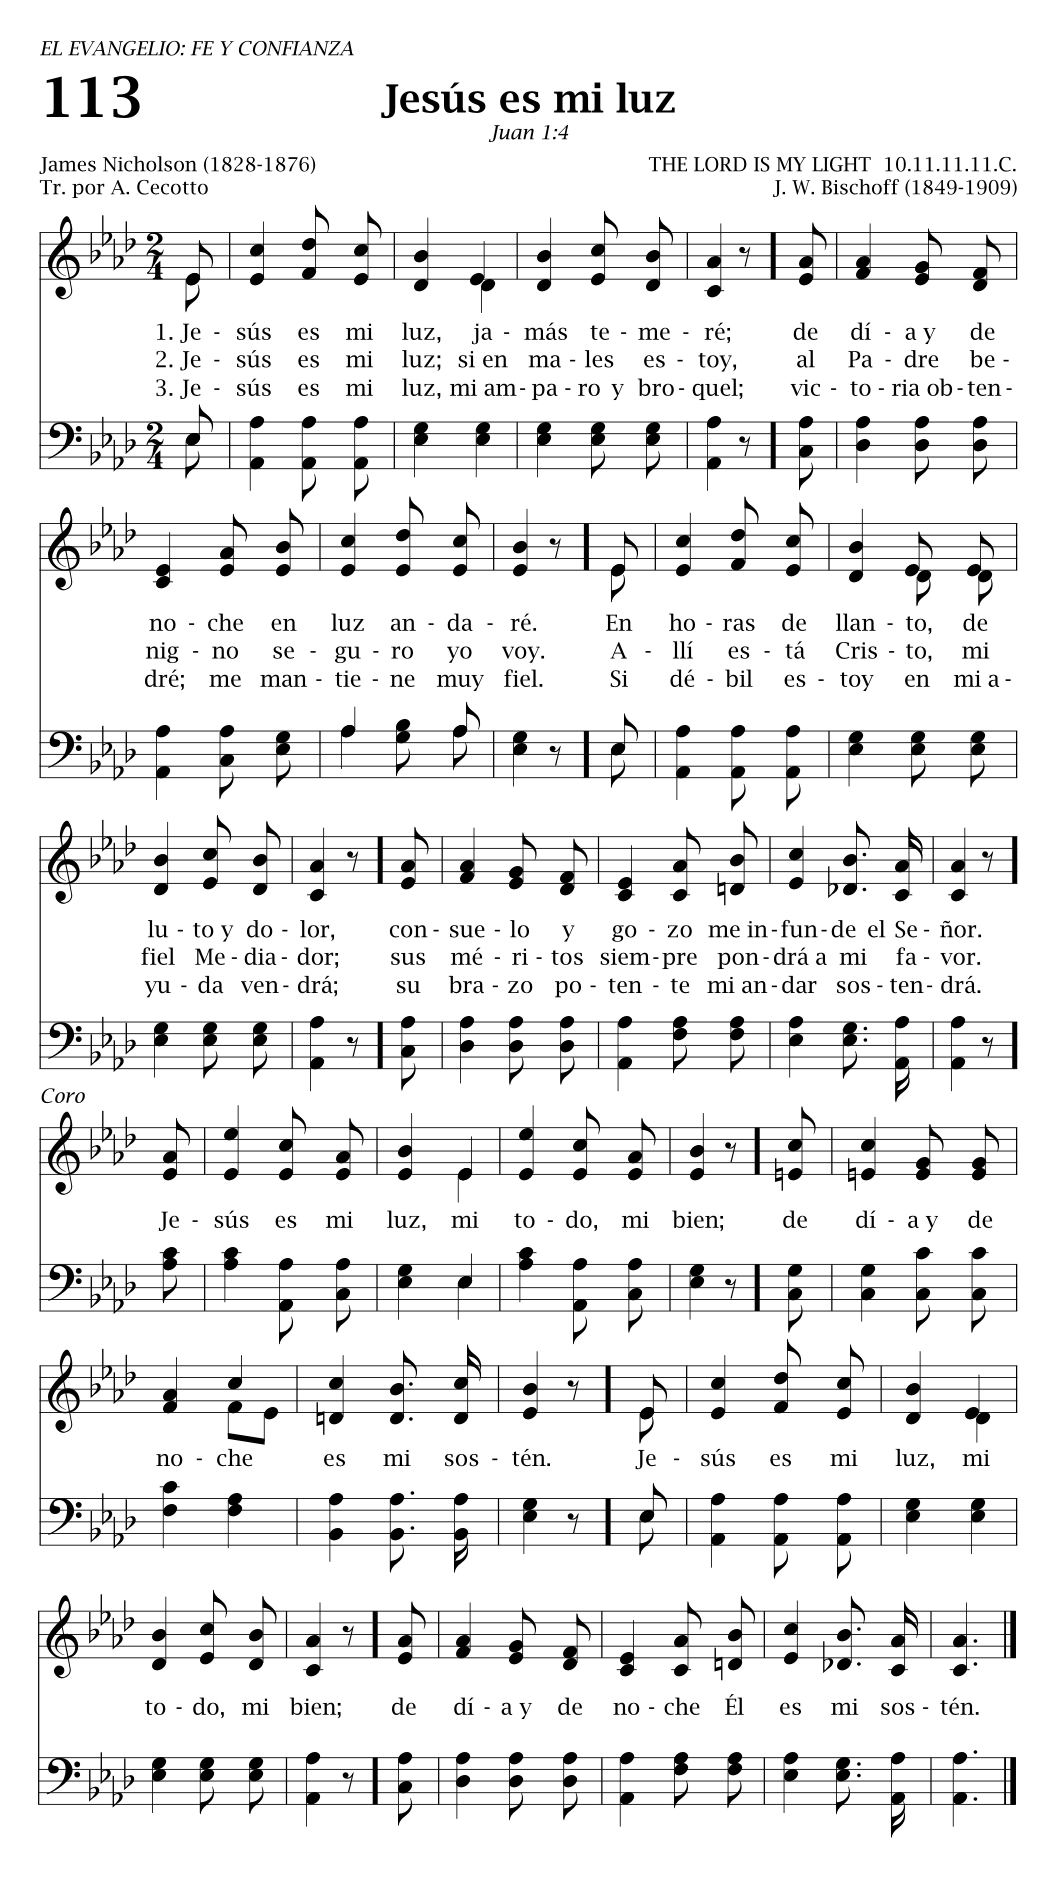 EL EVANGELIO: FE Y CONFIANZA
113
Jesús es mi luz
Juan 1:4
James Nicholson (1828-1876)
THE LORD IS MY LIGHT 10.11.11.11.C.
Tr. por A. Cecotto
J. W. Bischoff (1849-1909)
1. Je - sús es mi luz, ja - más te - me - ré; de dí - a y de
2. Je - sús es mi luz; si en ma - les es - toy, al Pa - dre be -
3. Je - sús es mi luz, mi am - pa - ro y bro - quel; vic - to - ria ob - ten -
no - che en luz an - da - ré. En ho - ras de llan - to, de
nig - no se - gu - ro yo voy. A - llí es - tá Cris - to, mi
dré; me man - tie - ne muy fiel. Si dé - bil es - toy en mi a -
lu - to y do - lor, con - sue - lo y go - zo me in - fun - de el Se - ñor.
fiel Me - dia - dor; sus mé - ri - tos siem - pre pon - drá a mi fa - vor.
yu - da ven - drá; su bra - zo po - ten - te mi an - dar sos - ten - drá.
Coro
Je - sús es mi luz, mi to - do, mi bien; de dí - a y de
no - che es mi sos - tén. Je - sús es mi luz, mi
to - do, mi bien; de dí - a y de no - che Él es mi sos - tén.